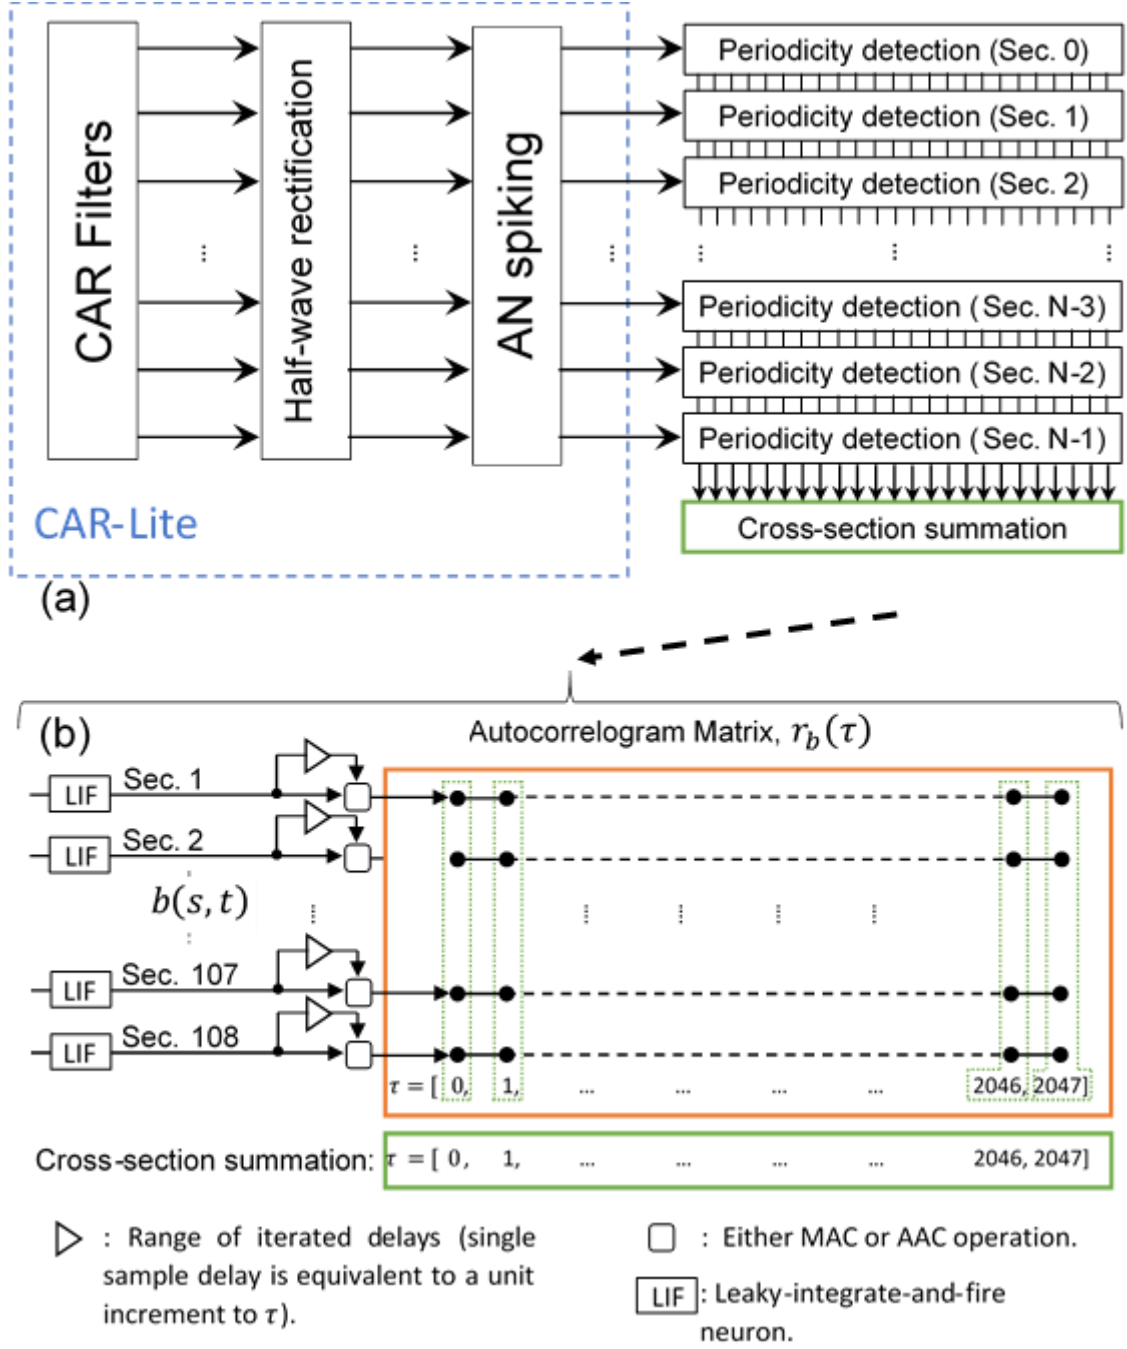 CAR Filters
Half-wave rectification
AN spiking
Periodicity detection (Sec. 0)
Periodicity detection (Sec. 1)
Periodicity detection (Sec. 2)
...
...
...
...
...
...
Periodicity detection (Sec. N-3)
Periodicity detection (Sec. N-2)
Periodicity detection (Sec. N-1)
Cross-section summation
CAR-Lite
(a)
(b)
Autocorrelogram Matrix, r_b(τ)
LIF Sec. 1
LIF Sec. 2
b(s, t)
LIF Sec. 107
LIF Sec. 108
τ = [ 0, 1, ... ... ... ... 2046, 2047]
Cross-section summation: τ = [ 0, 1, ... ... ... ... 2046, 2047]
: Range of iterated delays (single
sample delay is equivalent to a unit
increment to τ).
: Either MAC or AAC operation.
LIF : Leaky-integrate-and-fire
neuron.